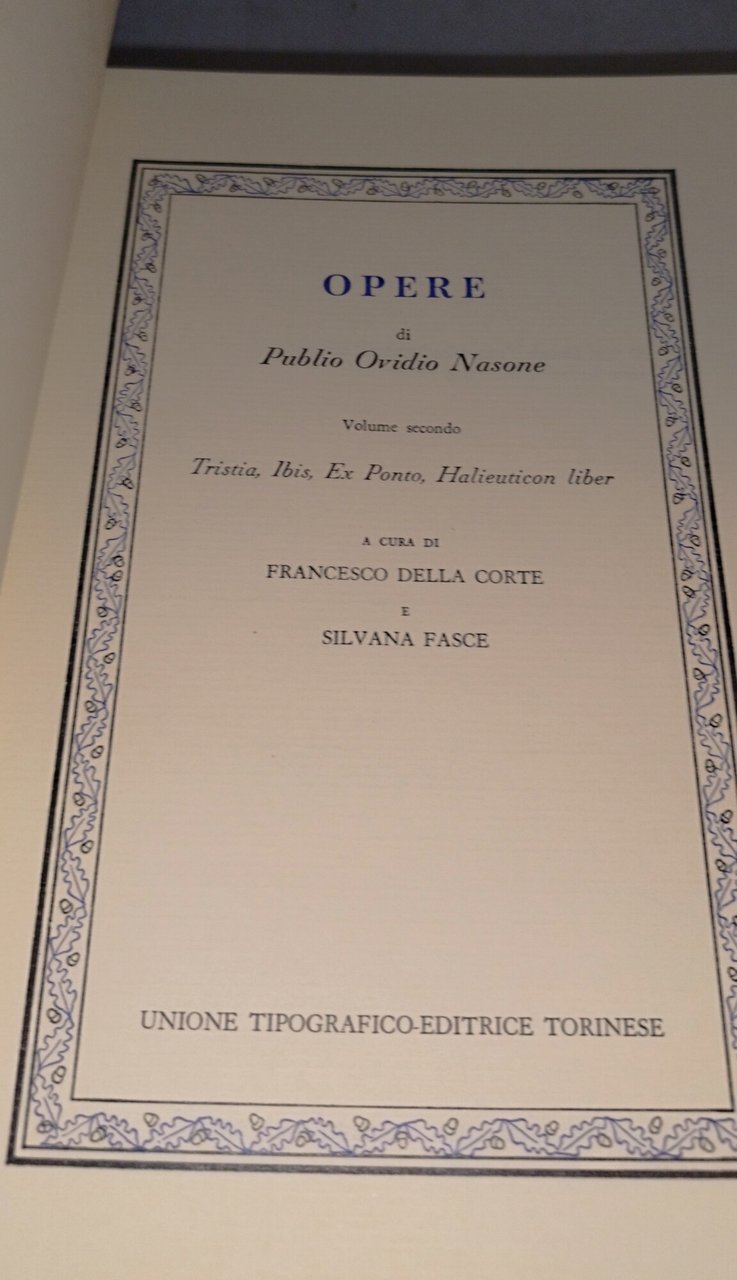 OPERE
di
Publio Ovidio Nasone
Volume secondo
Tristia, Ibis, Ex Ponto, Halieuticon liber
A CURA DI
FRANCESCO DELLA CORTE
E
SILVANA FASCE
UNIONE TIPOGRAFICO-EDITRICE TORINESE